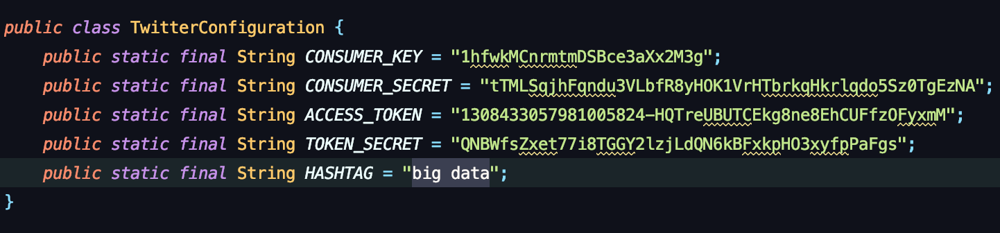 public class TwitterConfiguration {
    public static final String CONSUMER_KEY = "1hfwkMCnrmtmDSBce3aXx2M3g";
    public static final String CONSUMER_SECRET = "tTMLSqjhFqndu3VLbfR8yHOK1VrHTbrkqHkrlqdo5Sz0TgEzNA";
    public static final String ACCESS_TOKEN = "1308433057981005824-HQTreUBUTCEkg8ne8EhCUFfzOFyxmM";
    public static final String TOKEN_SECRET = "QNBWfsZxet77i8TGGY2lzjLdQN6kBFxkpHO3xyfpPaFgs";
    public static final String HASHTAG = "big data";
}